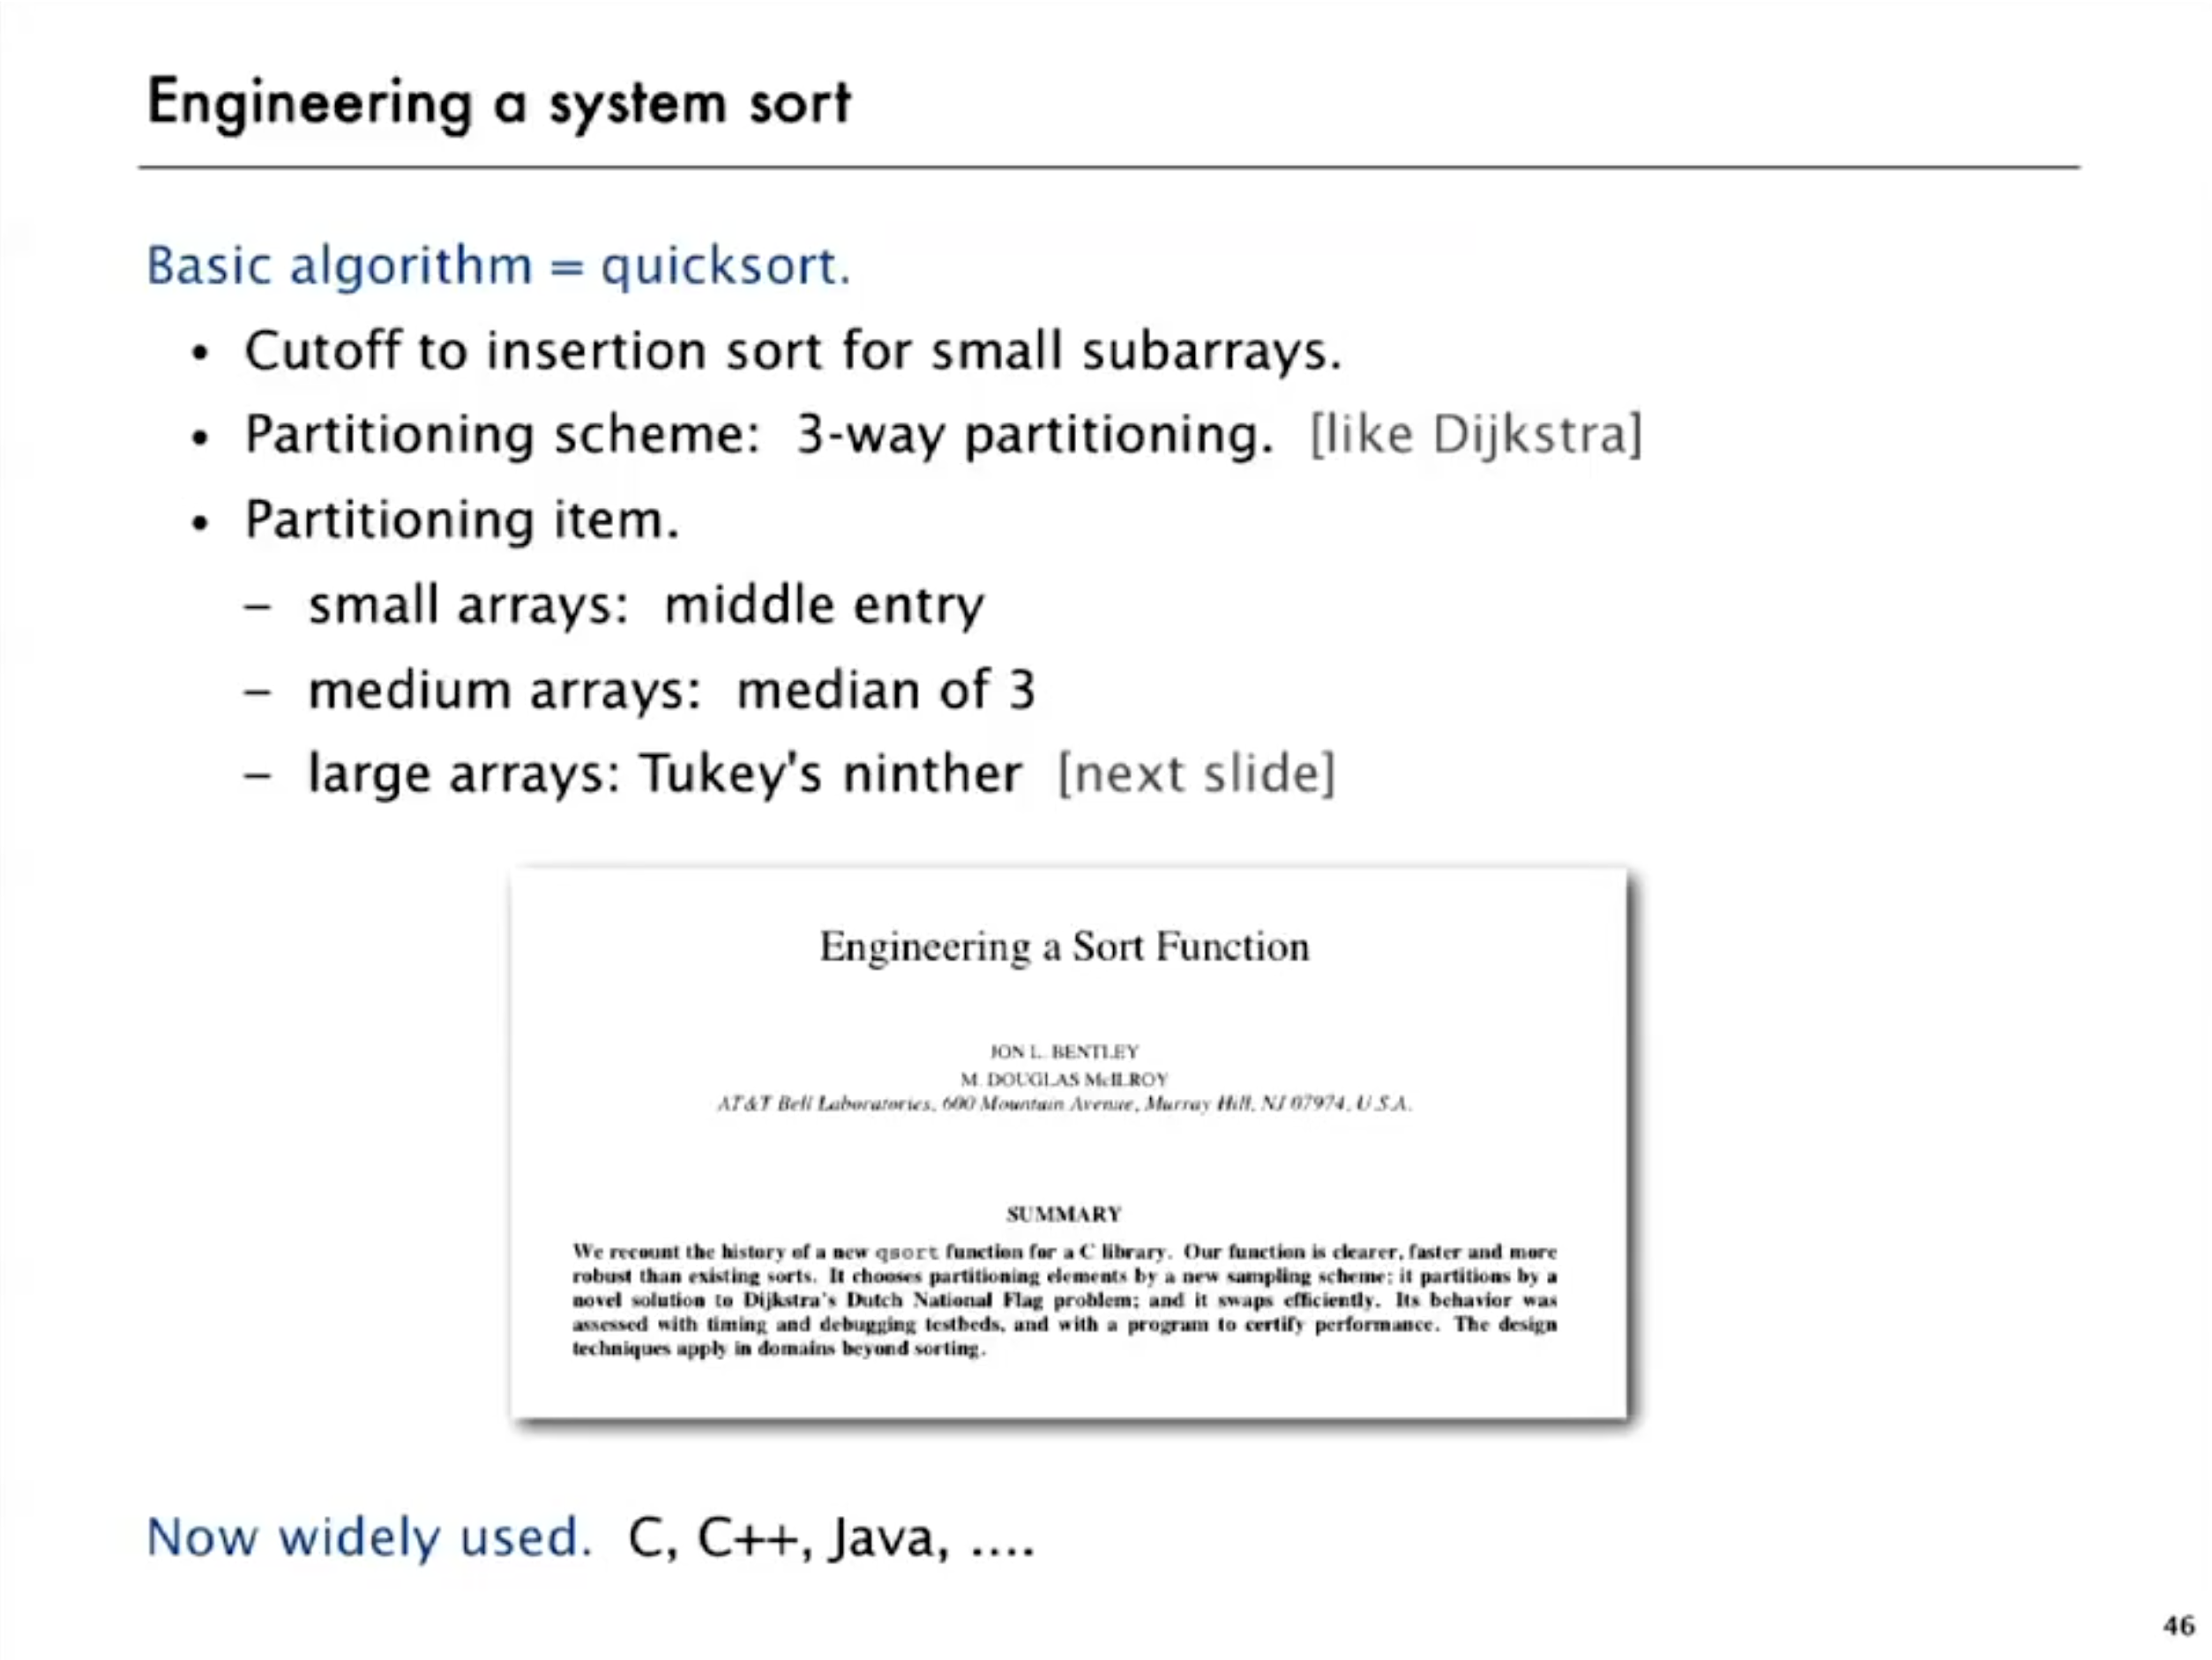 Engineering a system sort
Basic algorithm = quicksort.
• Cutoff to insertion sort for small subarrays.
• Partitioning scheme: 3-way partitioning. [like Dijkstra]
• Partitioning item.
– small arrays: middle entry
– medium arrays: median of 3
– large arrays: Tukey's ninther [next slide]
Engineering a Sort Function
JON L. BENTLEY
M. DOUGLAS McILROY
AT&T Bell Laboratories, 600 Mountain Avenue, Murray Hill, NJ 07974, U.S.A.
SUMMARY
We recount the history of a new qsort function for a C library. Our function is clearer, faster and more
robust than existing sorts. It chooses partitioning elements by a new sampling scheme; it partitions by a
novel solution to Dijkstra's Dutch National Flag problem; and it swaps efficiently. Its behavior was
assessed with timing and debugging testbeds, and with a program to certify performance. The design
techniques apply in domains beyond sorting.
Now widely used. C, C++, Java, ....
46